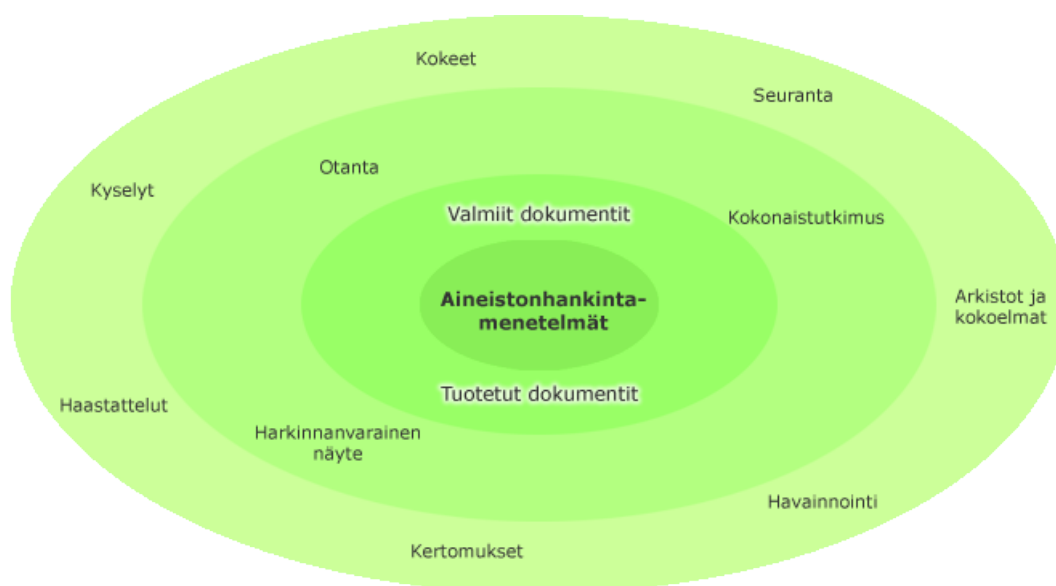 Kokeet
Seuranta
Otanta
Kyselyt
Valmiit dokumentit
Kokonaistutkimus
Aineistonhankinta-
menetelmät
Arkistot ja
kokoelmat
Tuotetut dokumentit
Haastattelut
Harkinnanvarainen
näyte
Havainnointi
Kertomukset